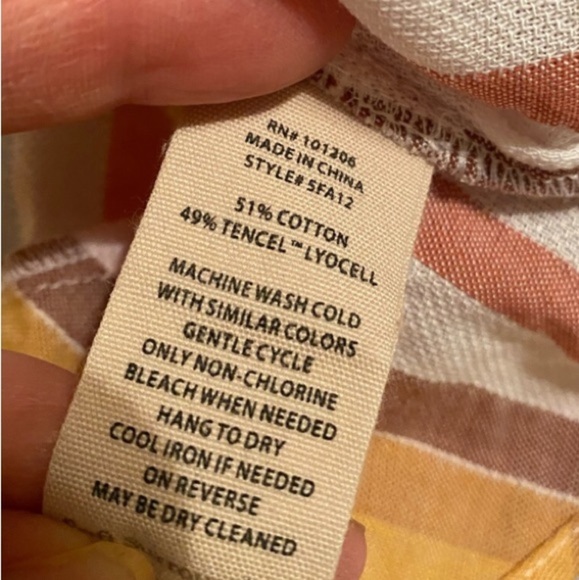 RN# 101206
MADE IN CHINA
STYLE# SFA12
51% COTTON
49% TENCEL™ LYOCELL
MACHINE WASH COLD
WITH SIMILAR COLORS
GENTLE CYCLE
ONLY NON-CHLORINE
BLEACH WHEN NEEDED
HANG TO DRY
COOL IRON IF NEEDED
ON REVERSE
MAY BE DRY CLEANED